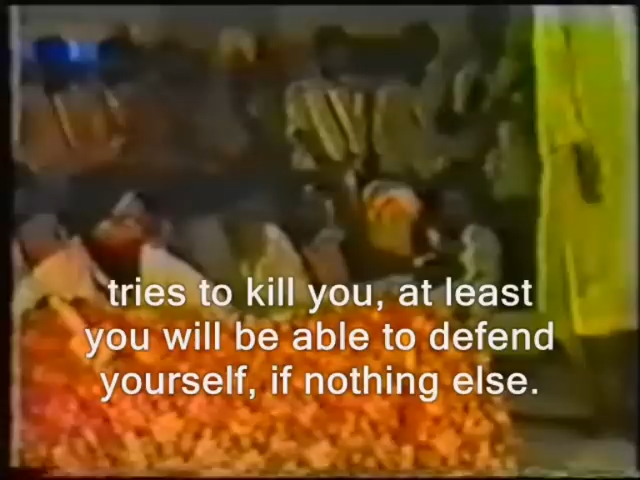 tries to kill you, at least
you will be able to defend
yourself, if nothing else.